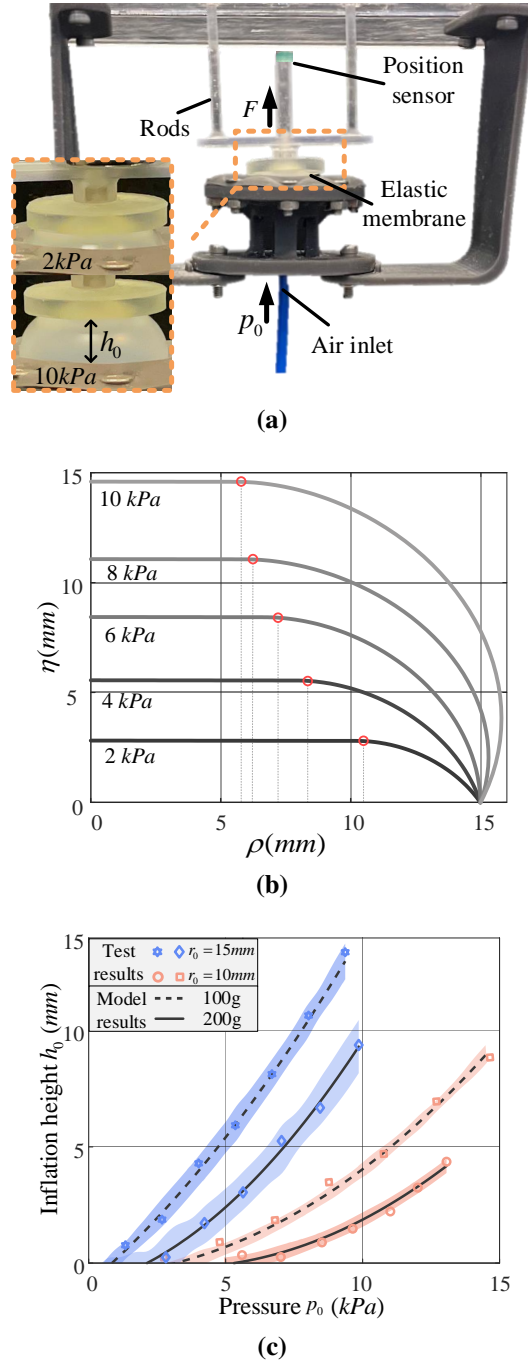 Position
sensor
F
Rods
Elastic
membrane
2kPa
h₀
p₀
10kPa
Air inlet
(a)
15
10 kPa
8 kPa
10
6 kPa
η(mm)
5
4 kPa
2 kPa
0
0 5 10 15
ρ(mm)
(b)
15
Test r₀ =15mm
results r₀ =10mm
Model 100g
results 200g
10
Inflation height h₀ (mm)
5
0
0 5 10 15
Pressure p₀ (kPa)
(c)